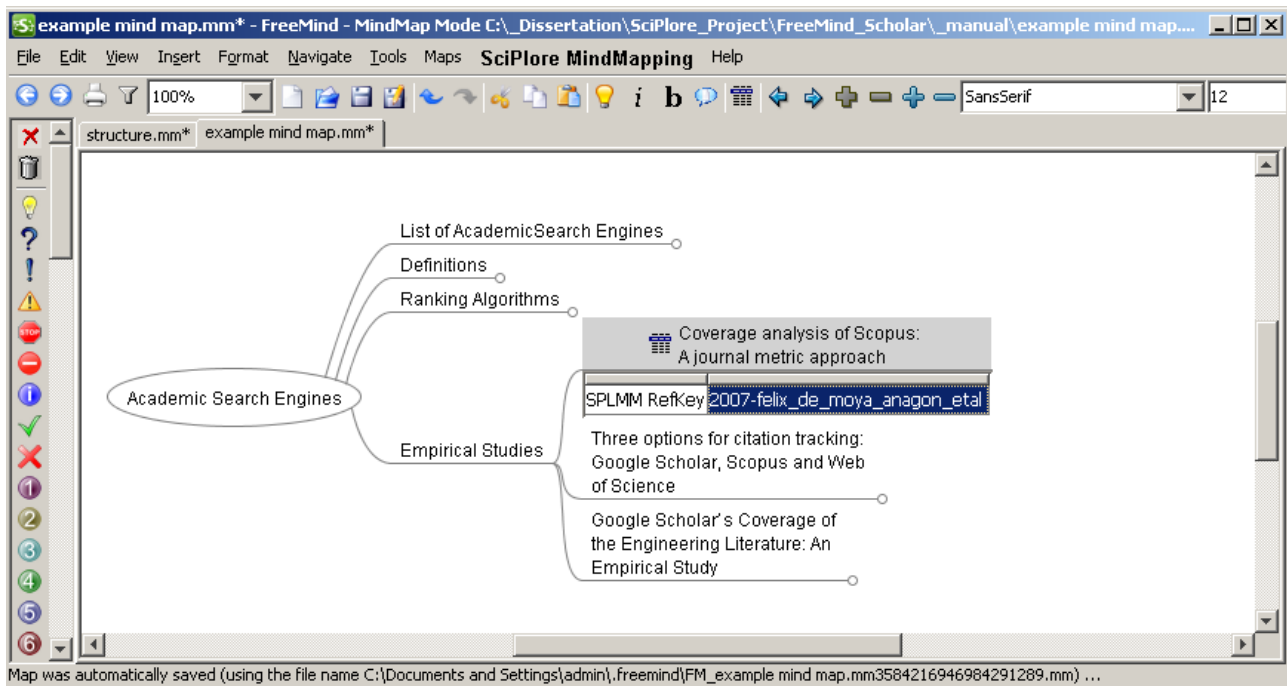 example mind map.mm* - FreeMind - MindMap Mode C:\_Dissertation\SciPlore_Project\FreeMind_Scholar\_manual\example mind map....
File Edit View Insert Format Navigate Tools Maps SciPlore MindMapping Help
100% i b SansSerif 12
structure.mm* example mind map.mm*
List of AcademicSearch Engines
Definitions
Ranking Algorithms
Coverage analysis of Scopus:
A journal metric approach
Academic Search Engines
SPLMM RefKey 2007-felix_de_moya_anagon_etal
Empirical Studies
Three options for citation tracking:
Google Scholar, Scopus and Web
of Science
Google Scholar's Coverage of
the Engineering Literature: An
Empirical Study
STOP
1
2
3
4
5
6
Map was automatically saved (using the file name C:\Documents and Settings\admin\.freemind\FM_example mind map.mm3584216946984291289.mm) ...